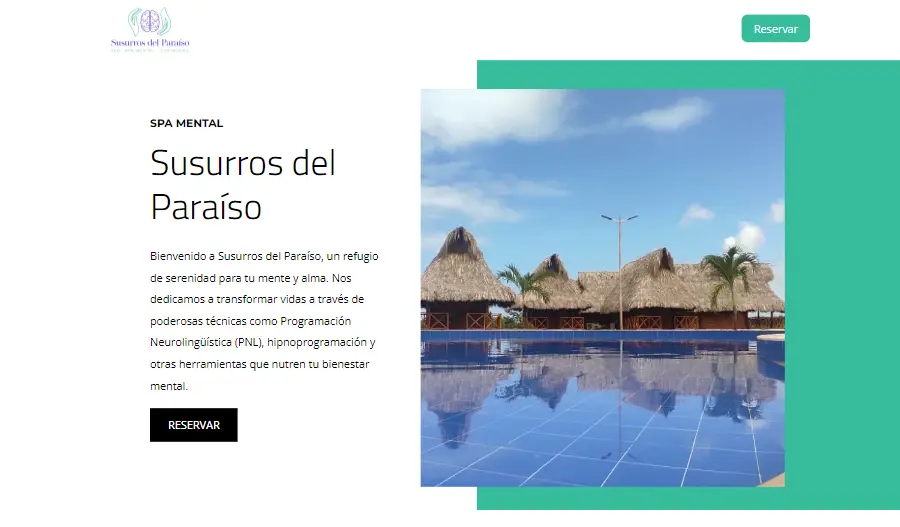 Susurros del Paraíso
Reservar
SPA MENTAL
Susurros del
Paraíso
Bienvenido a Susurros del Paraíso, un refugio
de serenidad para tu mente y alma. Nos
dedicamos a transformar vidas a través de
poderosas técnicas como Programación
Neurolingüística (PNL), hipnoprogramación y
otras herramientas que nutren tu bienestar
mental.
RESERVAR